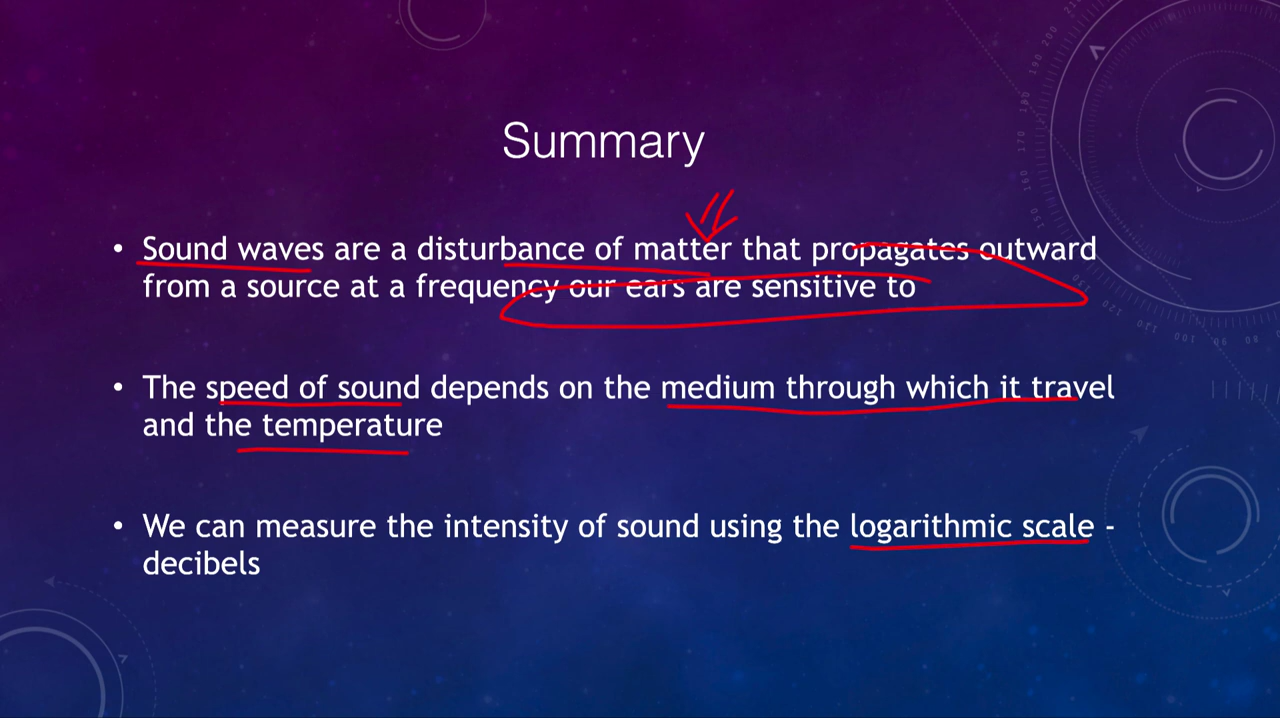 Summary
• Sound waves are a disturbance of matter that propagates outward
from a source at a frequency our ears are sensitive to
• The speed of sound depends on the medium through which it travel
and the temperature
• We can measure the intensity of sound using the logarithmic scale -
decibels